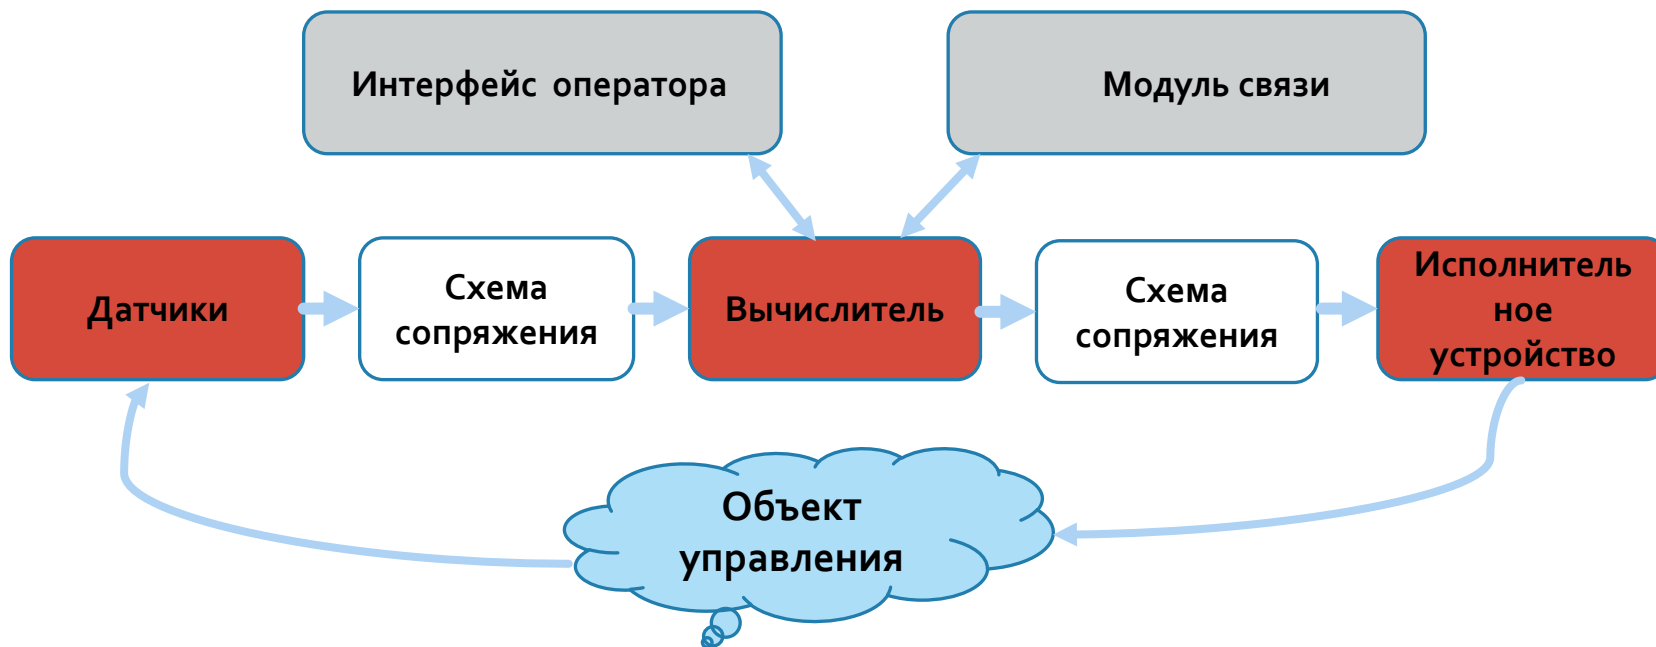 Интерфейс оператора
Модуль связи
Датчики
Схема
сопряжения
Вычислитель
Схема
сопряжения
Исполнитель
ное
устройство
Объект
управления